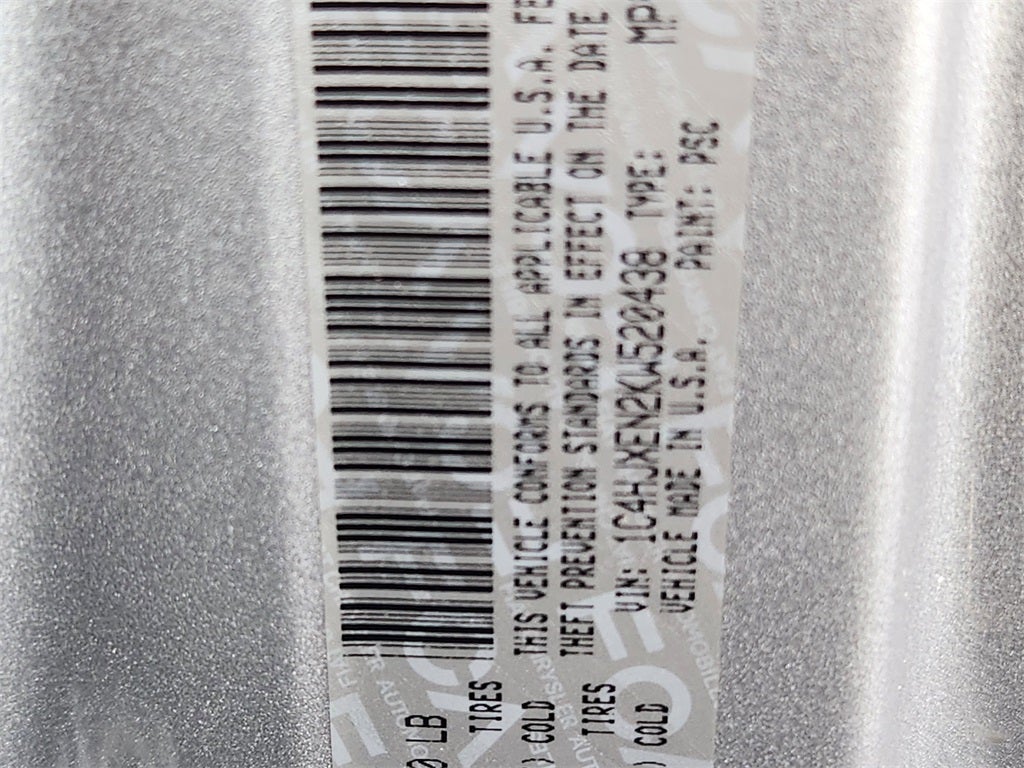 THIS VEHICLE CONFORMS TO ALL APPLICABLE U.S.A. FE
THEFT PREVENTION STANDARDS IN EFFECT ON THE DATE
VIN: 1C4HJXEN2KW520438 TYPE: MP
VEHICLE MADE IN U.S.A. PAINT: PSC
0 LB
TIRES
) COLD
TIRES
) COLD